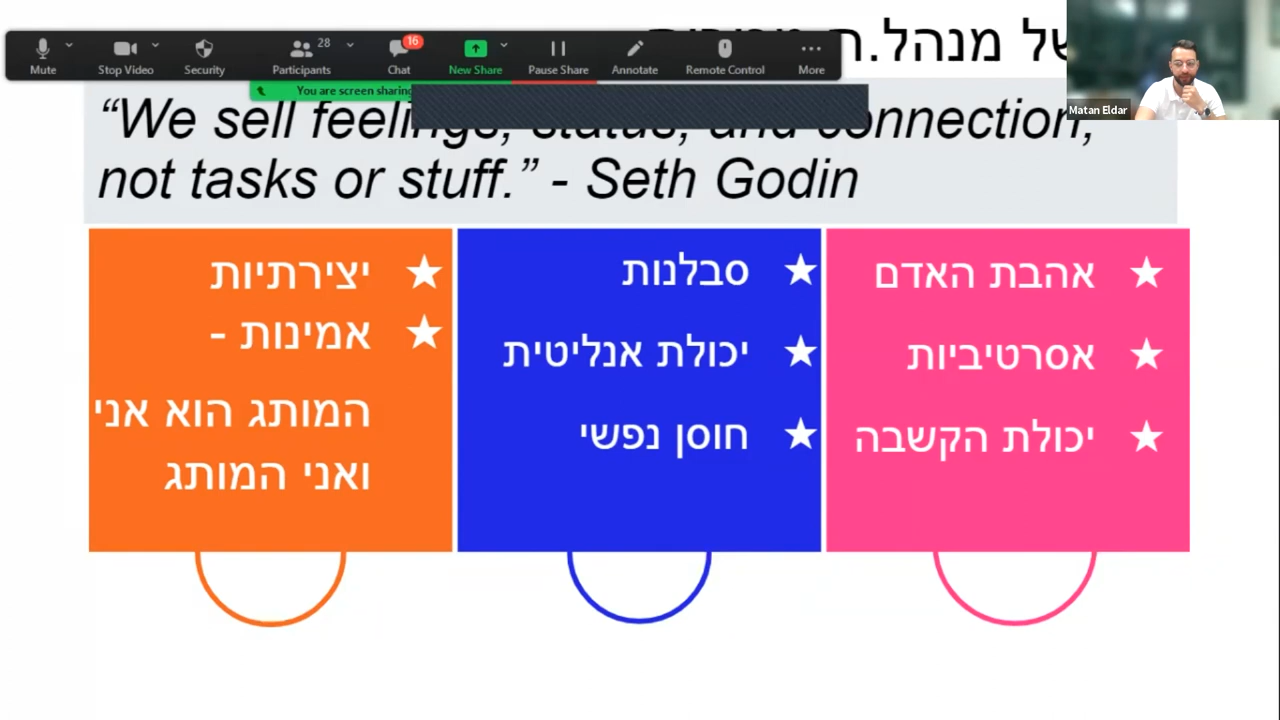 של מנהל.ת
Mute
Stop Video
Security
28
Participants
16
Chat
New Share
Pause Share
Annotate
Remote Control
More
You are screen sharing
Matan Eldar
“We sell feelings, status, and connection,
not tasks or stuff.” - Seth Godin
★ אהבת האדם
★ אסרטיביות
★ יכולת הקשבה
★ סבלנות
★ יכולת אנליטית
★ חוסן נפשי
★ יצירתיות
★ אמינות -
המותג הוא אני
ואני המותג